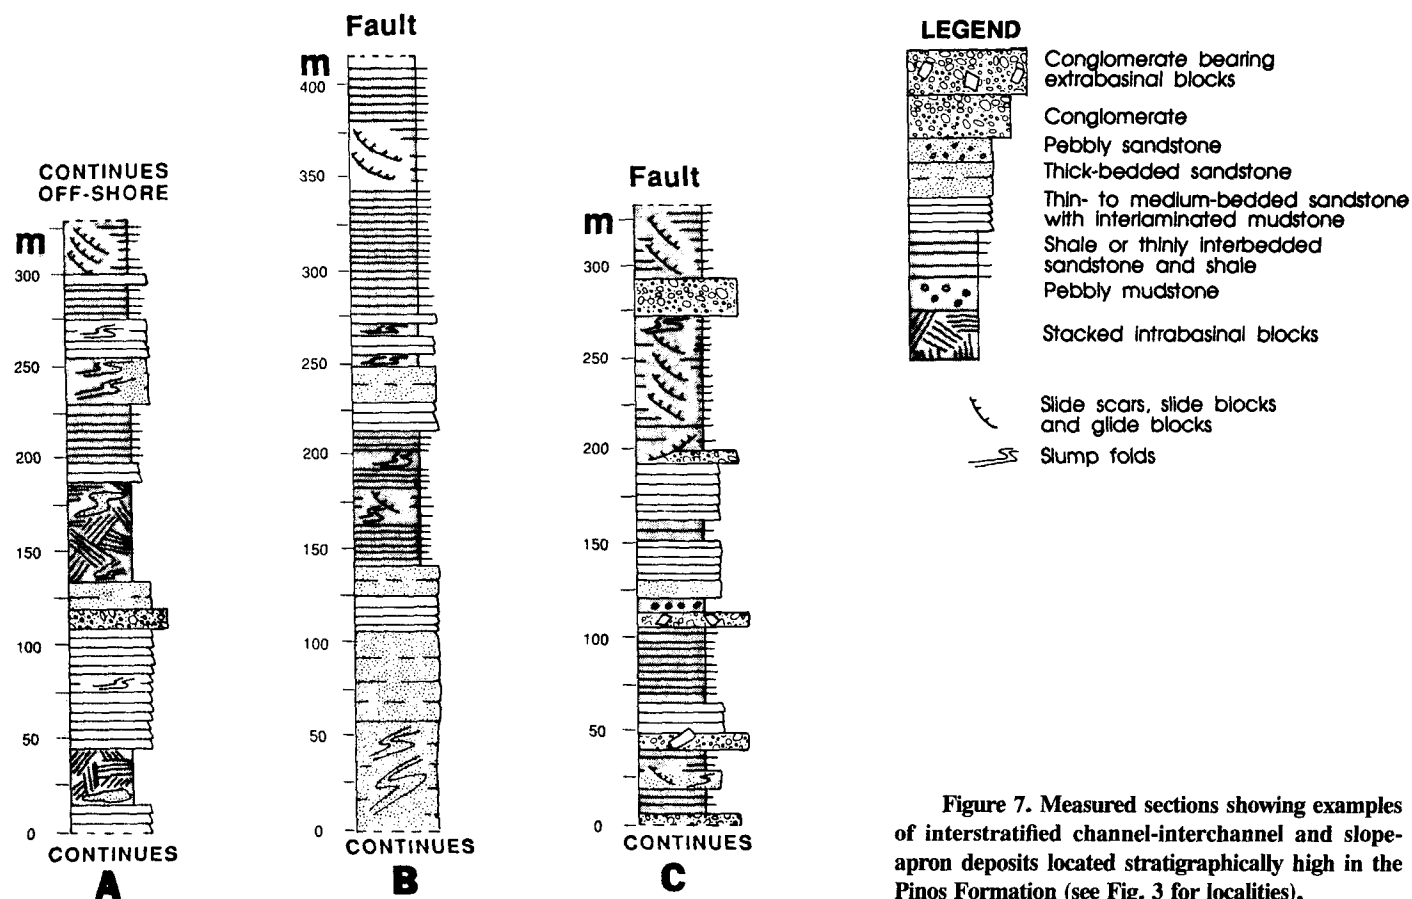 CONTINUES
OFF-SHORE
m
300
250
200
150
100
50
0
CONTINUES
A
Fault
m
400
350
300
250
200
150
100
50
0
CONTINUES
B
Fault
m
300
250
200
150
100
50
0
CONTINUES
C
LEGEND
Conglomerate bearing
extrabasinal blocks
Conglomerate
Pebbly sandstone
Thick-bedded sandstone
Thin- to medium-bedded sandstone
with interlaminated mudstone
Shale or thinly interbedded
sandstone and shale
Pebbly mudstone
Stacked intrabasinal blocks
Slide scars, slide blocks
and glide blocks
Slump folds
Figure 7. Measured sections showing examples
of interstratified channel-interchannel and slope-
apron deposits located stratigraphically high in the
Pinos Formation (see Fig. 3 for localities).